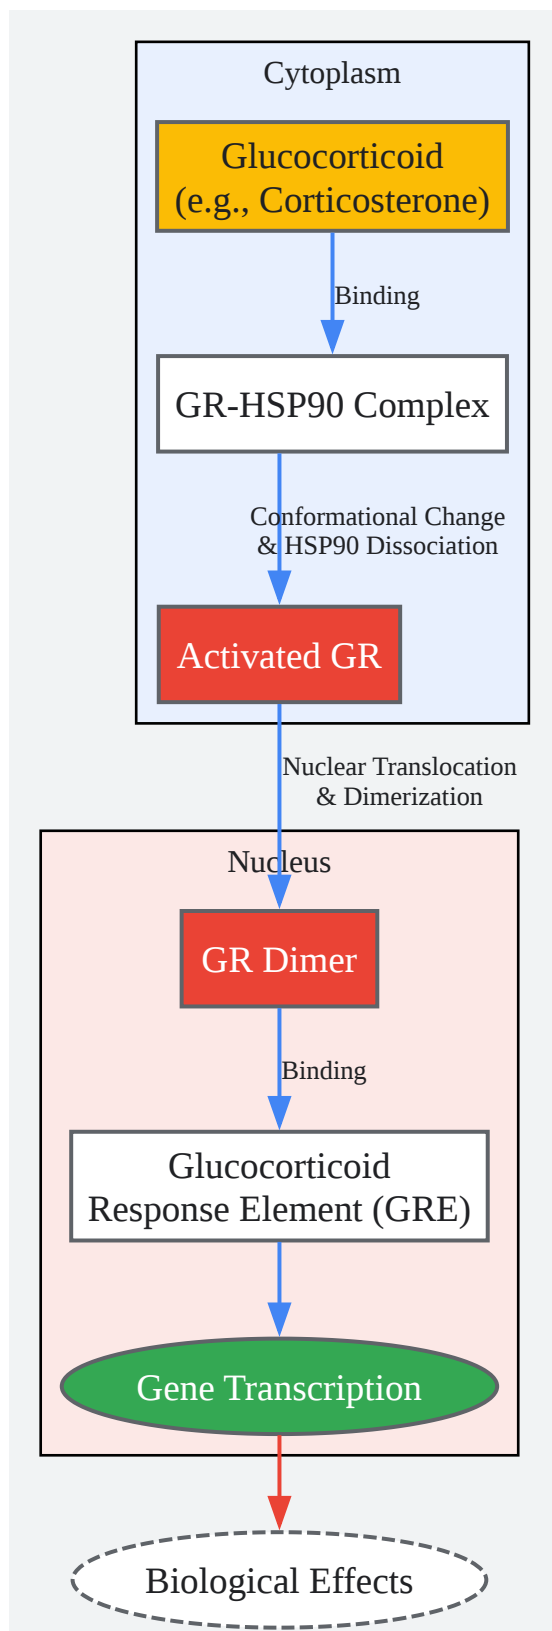 Cytoplasm
Glucocorticoid
(e.g., Corticosterone)
Binding
GR-HSP90 Complex
Conformational Change
& HSP90 Dissociation
Activated GR
Nuclear Translocation
& Dimerization
Nucleus
GR Dimer
Binding
Glucocorticoid
Response Element (GRE)
Gene Transcription
Biological Effects